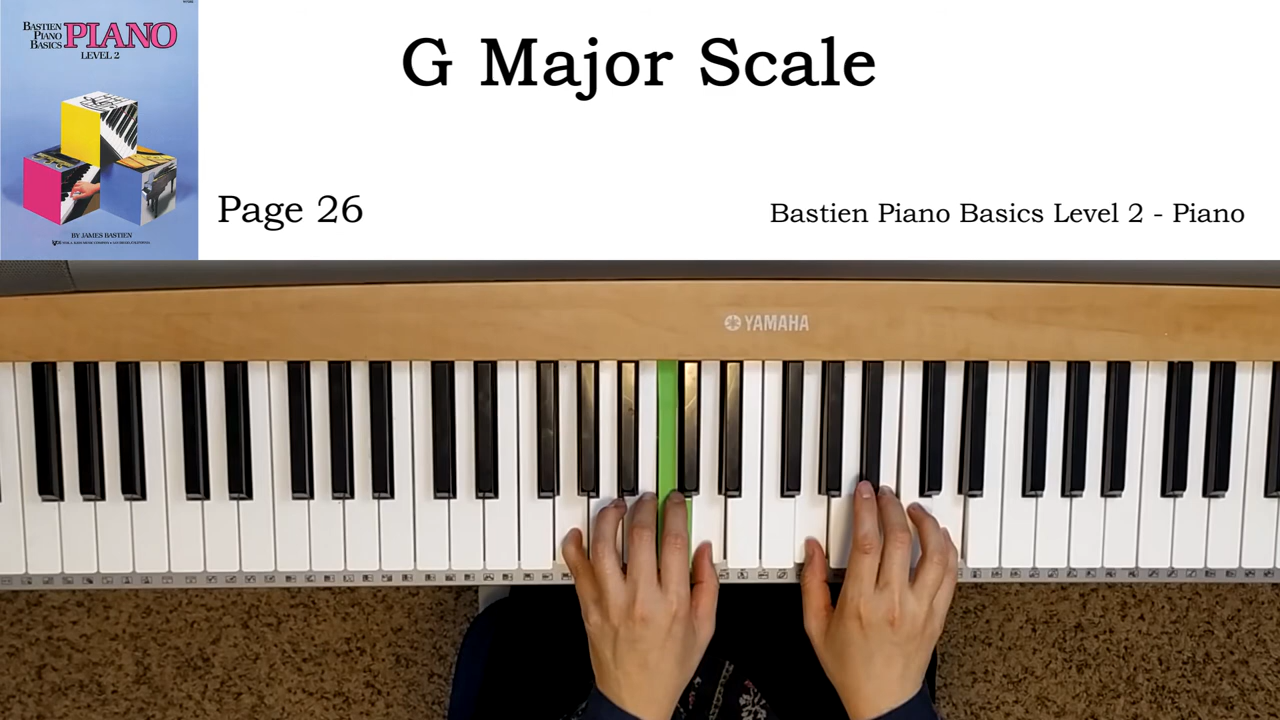 BASTIEN
PIANO
BASICS
PIANO
LEVEL 2
BY JAMES BASTIEN
G Major Scale
Page 26
Bastien Piano Basics Level 2 - Piano
YAMAHA